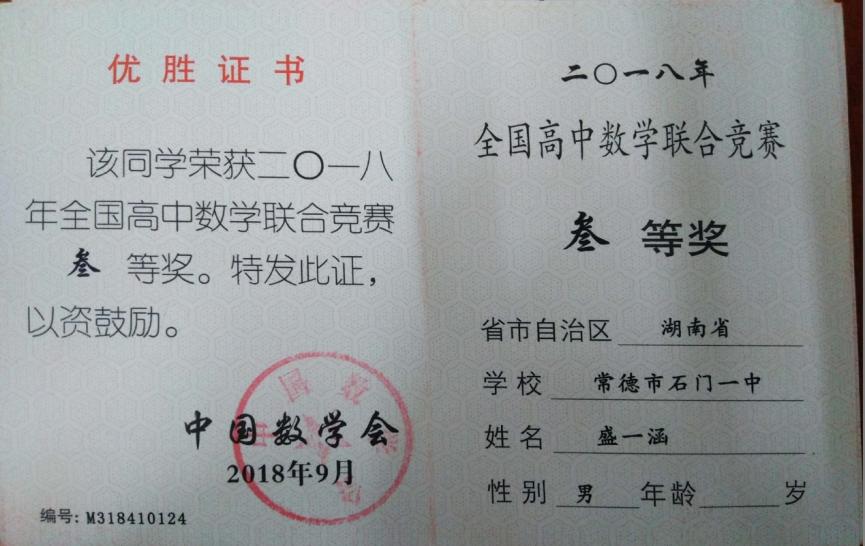 优胜证书
该同学荣获二〇一八
年全国高中数学联合竞赛
叁 等奖。特发此证，
以资鼓励。
中国数学会
2018年9月
编号：M318410124
二〇一八年
全国高中数学联合竞赛
叁 等奖
省市自治区 湖南省
学校 常德市石门一中
姓名 盛一涵
性别 男 年龄 岁